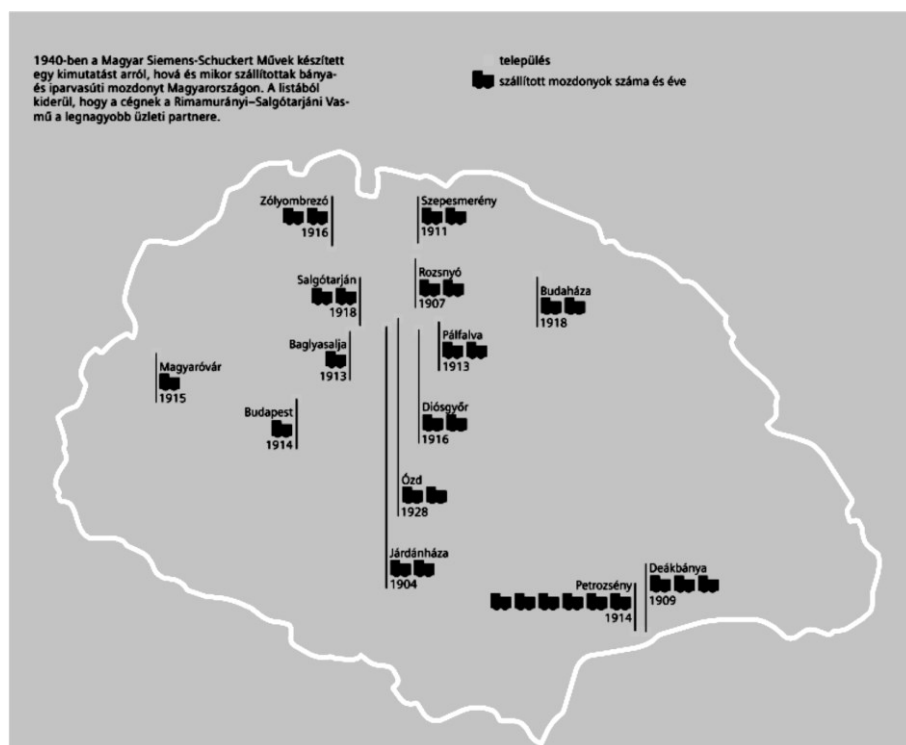 1940-ben a Magyar Siemens-Schuckert Művek készített
egy kimutatást arról, hová és mikor szállítottak bánya-
és iparvasúti mozdonyt Magyarországon. A listából
kiderül, hogy a cégnek a Rimamurányi–Salgótarjáni Vas-
mű a legnagyobb üzleti partnere.
település
szállított mozdonyok száma és éve
Zólyombrezó
1916
Szepesmerény
1911
Salgótarján
1918
Rozsnyó
1907
Budaháza
1918
Baglyasalja
1913
Pálfalva
1913
Magyaróvár
1915
Budapest
1914
Diósgyőr
1916
Ózd
1928
Járdánháza
1904
Petrozsény
1914
Deákbánya
1909